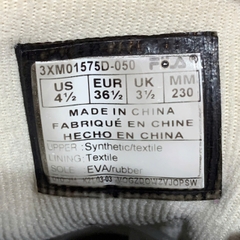 3XM01575D-050 FILA
US EUR UK MM
4½ 36½ 3½ 230
MADE IN CHINA
FABRIQUÉ EN CHINE
HECHO EN CHINA
UPPER : Synthetic/textile
LINING: Textile
SOLE : EVA/rubber